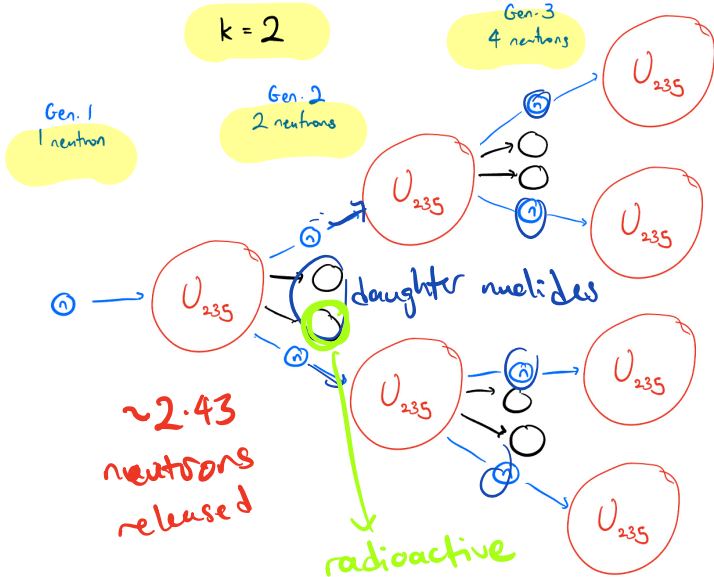 k = 2
Gen. 1
1 neutron
Gen. 2
2 neutrons
Gen. 3
4 neutrons
n
U235
n
n
daughter nuclides
U235
U235
n
n
n
n
U235
U235
U235
U235
~2.43
neutrons
released
radioactive